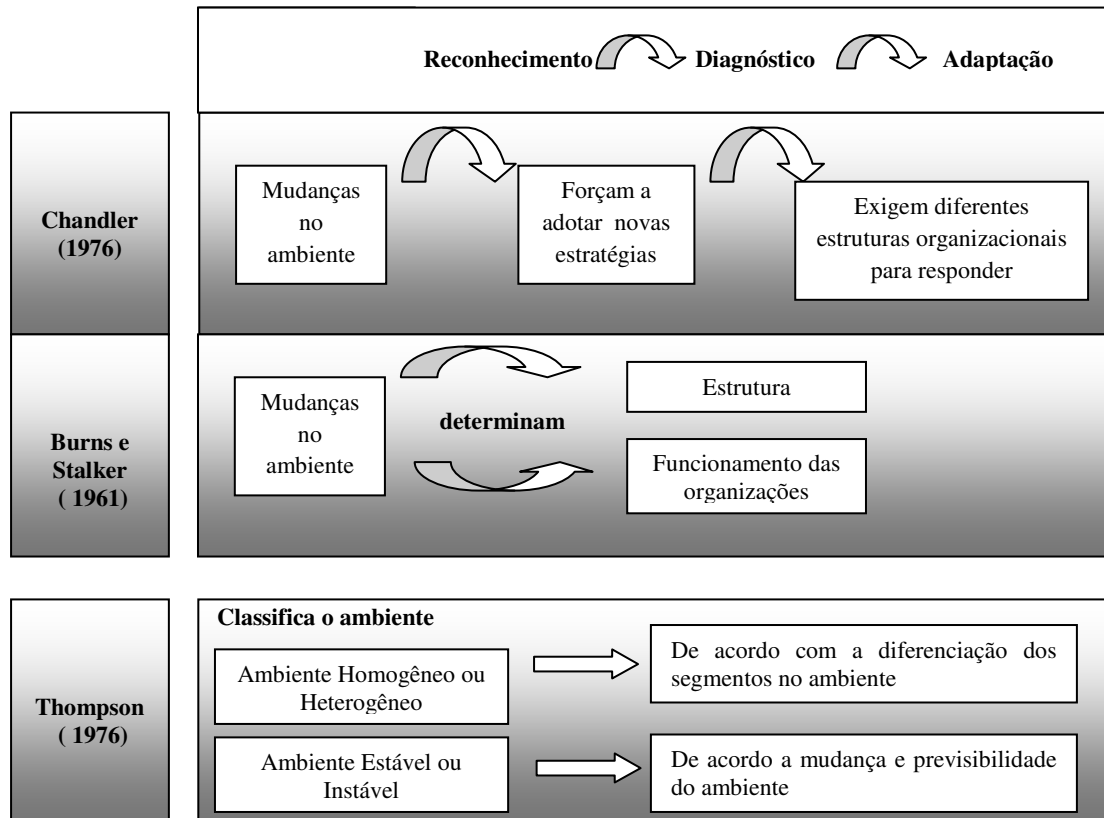 Reconhecimento Diagnóstico Adaptação
Chandler
(1976)
Mudanças
no
ambiente
Forçam a
adotar novas
estratégias
Exigem diferentes
estruturas organizacionais
para responder
Burns e
Stalker
( 1961)
Mudanças
no
ambiente
determinam
Estrutura
Funcionamento das
organizações
Thompson
( 1976)
Classifica o ambiente
Ambiente Homogêneo ou
Heterogêneo
De acordo com a diferenciação dos
segmentos no ambiente
Ambiente Estável ou
Instável
De acordo a mudança e previsibilidade
do ambiente